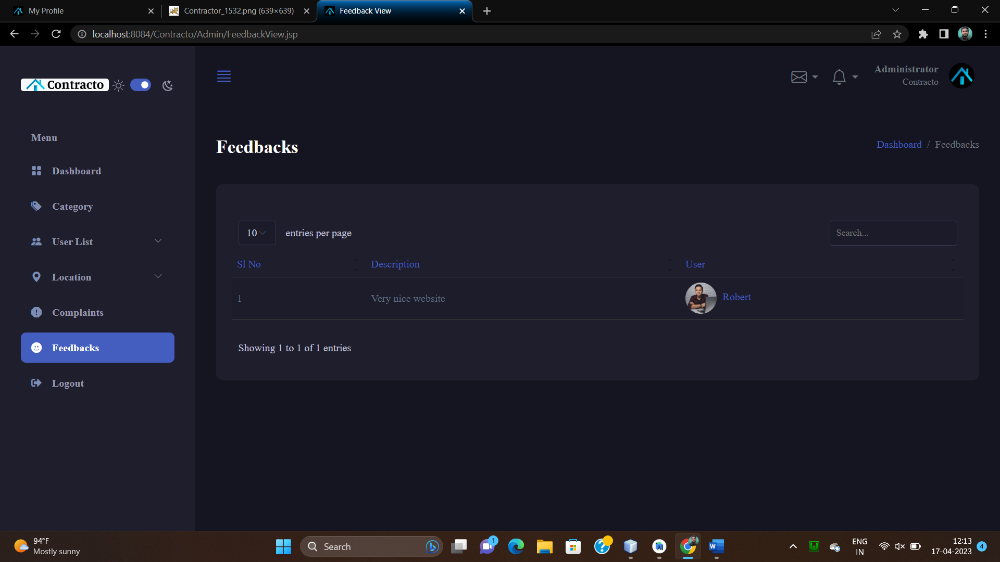 My Profile
Contractor_1532.png (639×639)
Feedback View
localhost:8084/Contracto/Admin/FeedbackView.jsp
Contracto
Administrator
Contracto
Menu
Dashboard
Category
User List
Location
Complaints
Feedbacks
Logout
Feedbacks
Dashboard / Feedbacks
10 entries per page
Search...
Sl No Description User
1 Very nice website Robert
Showing 1 to 1 of 1 entries
94°F
Mostly sunny
Search
1
ENG
IN
12:13
17-04-2023
4